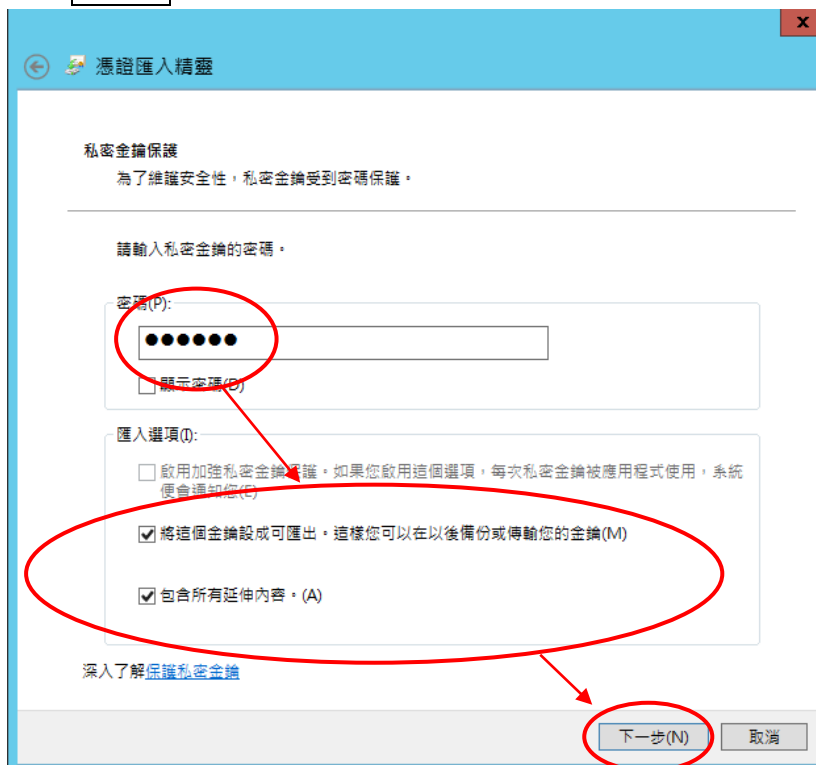 x
憑證匯入精靈
私密金鑰保護
為了維護安全性，私密金鑰受到密碼保護。
請輸入私密金鑰的密碼。
密碼(P):
●●●●●●
顯示密碼(D)
匯入選項(I):
啟用加強私密金鑰保護。如果您啟用這個選項，每次私密金鑰被應用程式使用，系統
便會通知您(E)
將這個金鑰設成可匯出。這樣您可以在以後備份或傳輸您的金鑰(M)
包含所有延伸內容。(A)
深入了解保護私密金鑰
下一步(N)
取消